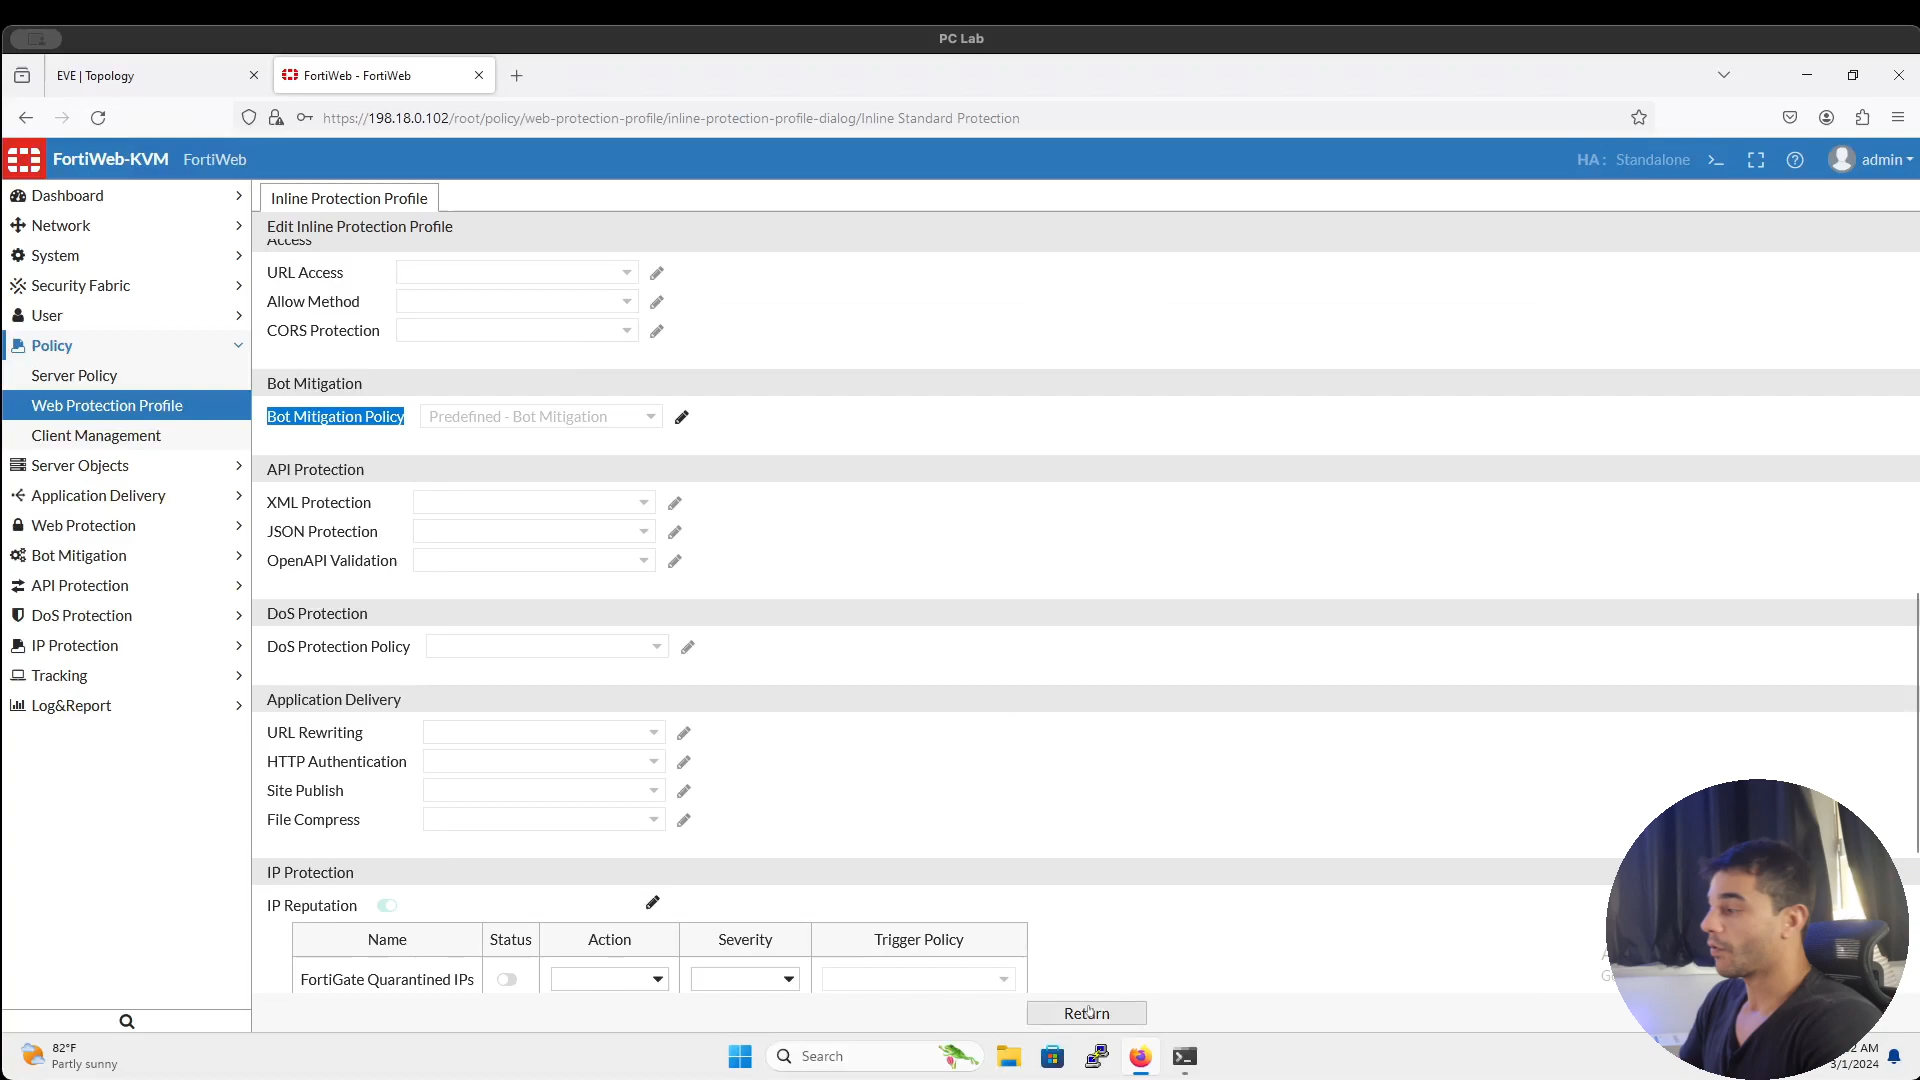 PC Lab
EVE | Topology
FortiWeb - FortiWeb
https://198.18.0.102/root/policy/web-protection-profile/inline-protection-profile-dialog/Inline Standard Protection
FortiWeb-KVM FortiWeb
HA: Standalone
admin
Dashboard
Network
System
Security Fabric
User
Policy
Server Policy
Web Protection Profile
Client Management
Server Objects
Application Delivery
Web Protection
Bot Mitigation
API Protection
DoS Protection
IP Protection
Tracking
Log&Report
Inline Protection Profile
Edit Inline Protection Profile
Access
URL Access
Allow Method
CORS Protection
Bot Mitigation
Bot Mitigation Policy Predefined - Bot Mitigation
API Protection
XML Protection
JSON Protection
OpenAPI Validation
DoS Protection
DoS Protection Policy
Application Delivery
URL Rewriting
HTTP Authentication
Site Publish
File Compress
IP Protection
IP Reputation
Name Status Action Severity Trigger Policy
FortiGate Quarantined IPs
Return
82°F
Partly sunny
Search
2 AM
3/1/2024